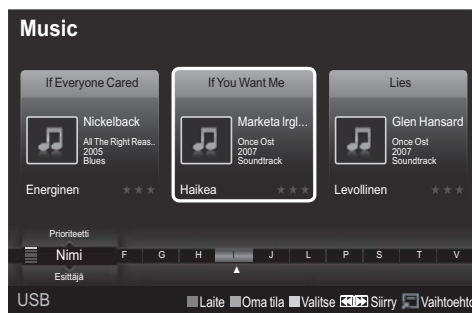 Music
If Everyone Cared
Nickelback
All The Right Reas..
2005
Blues
Energinen
If You Want Me
Marketa Irgl...
Once Ost
2007
Soundtrack
Haikea
Lies
Glen Hansard
Once Ost
2007
Soundtrack
Levollinen
Prioriteetti
Nimi F G H I J L P S T V
Esittäjä
USB Laite Oma tila Valitse Siirry Vaihtoehto